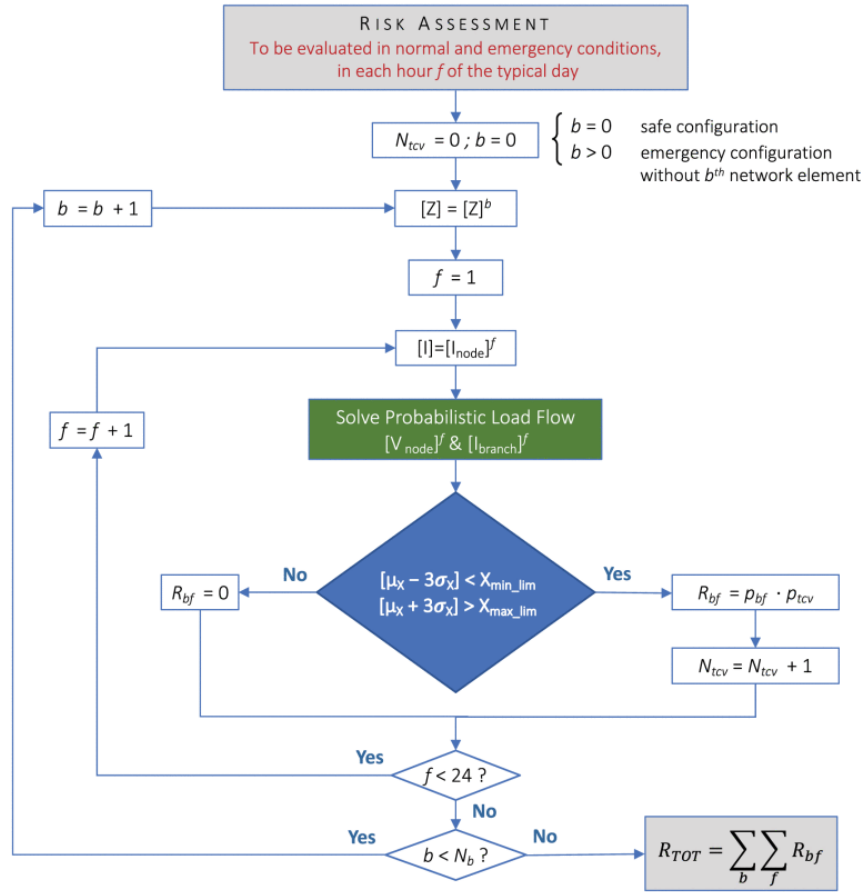 RISK ASSESSMENT
To be evaluated in normal and emergency conditions,
in each hour f of the typical day
N_tcv = 0 ; b = 0
b = 0 safe configuration
b > 0 emergency configuration
without b^th network element
b = b + 1
[Z] = [Z]^b
f = 1
[I]=[I_node]^f
f = f + 1
Solve Probabilistic Load Flow
[V_node]^f & [I_branch]^f
No
[μ_X − 3σ_X] < X_min_lim
[μ_X + 3σ_X] > X_max_lim
Yes
R_bf = 0
R_bf = p_bf · p_tcv
N_tcv = N_tcv + 1
Yes
f < 24 ?
No
Yes
b < N_b ?
No
R_TOT = ∑_b ∑_f R_bf